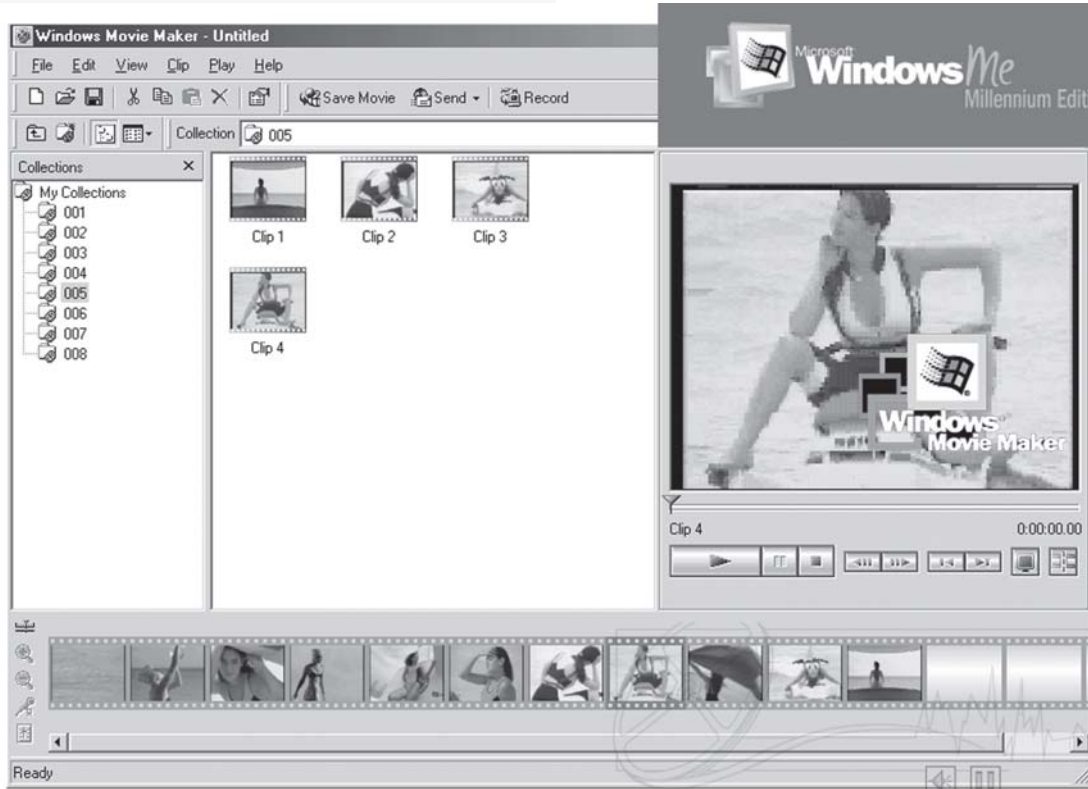 Windows Movie Maker - Untitled
File Edit View Clip Play Help
Save Movie Send Record
Collection 005
Microsoft
Windows Me
Millennium Edit
Collections
My Collections
001
002
003
004
005
006
007
008
Clip 1 Clip 2 Clip 3
Clip 4
Windows
Movie Maker
Clip 4 0:00:00.00
Ready